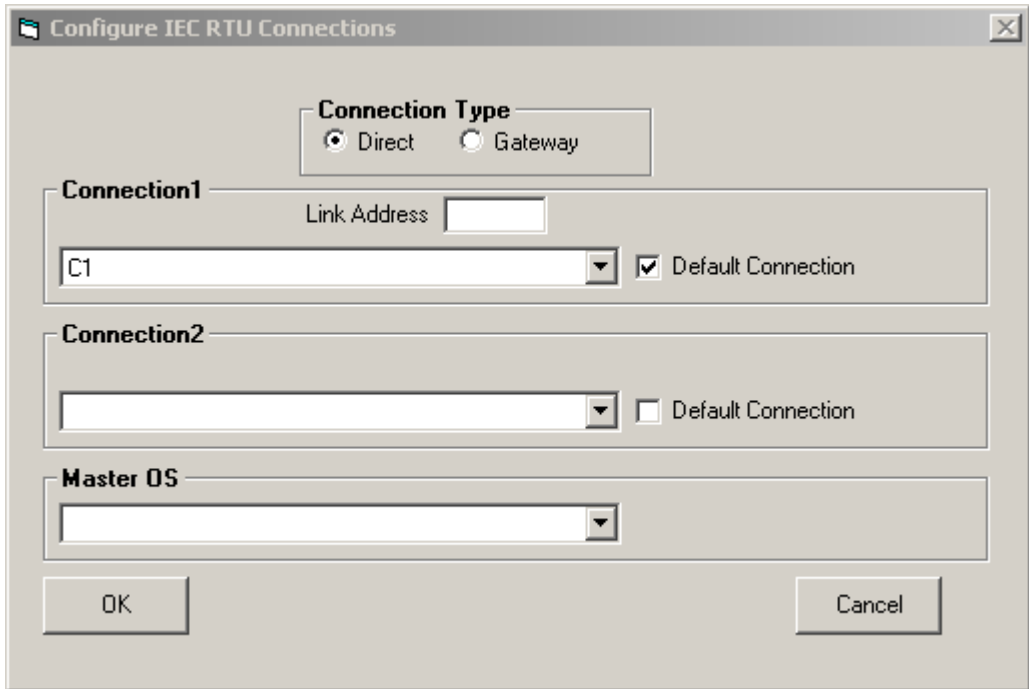 Configure IEC RTU Connections
Connection Type
Direct Gateway
Connection1
Link Address
C1 Default Connection
Connection2
Default Connection
Master OS
OK Cancel